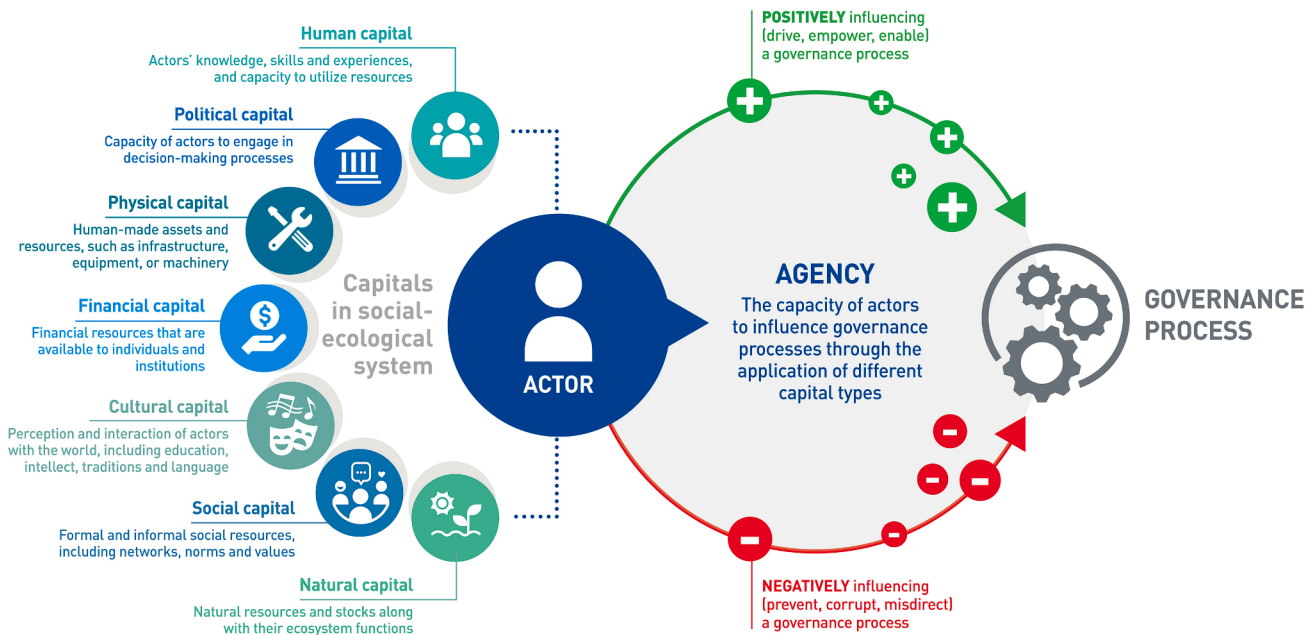 Human capital
Actors' knowledge, skills and experiences,
and capacity to utilize resources
Political capital
Capacity of actors to engage in
decision-making processes
Physical capital
Human-made assets and
resources, such as infrastructure,
equipment, or machinery
Financial capital
Financial resources that are
available to individuals and
institutions
Cultural capital
Perception and interaction of actors
with the world, including education,
intellect, traditions and language
Social capital
Formal and informal social resources,
including networks, norms and values
Natural capital
Natural resources and stocks along
with their ecosystem functions
Capitals
in social-
ecological
system
ACTOR
POSITIVELY influencing
(drive, empower, enable)
a governance process
AGENCY
The capacity of actors
to influence governance
processes through the
application of different
capital types
NEGATIVELY influencing
(prevent, corrupt, misdirect)
a governance process
GOVERNANCE
PROCESS